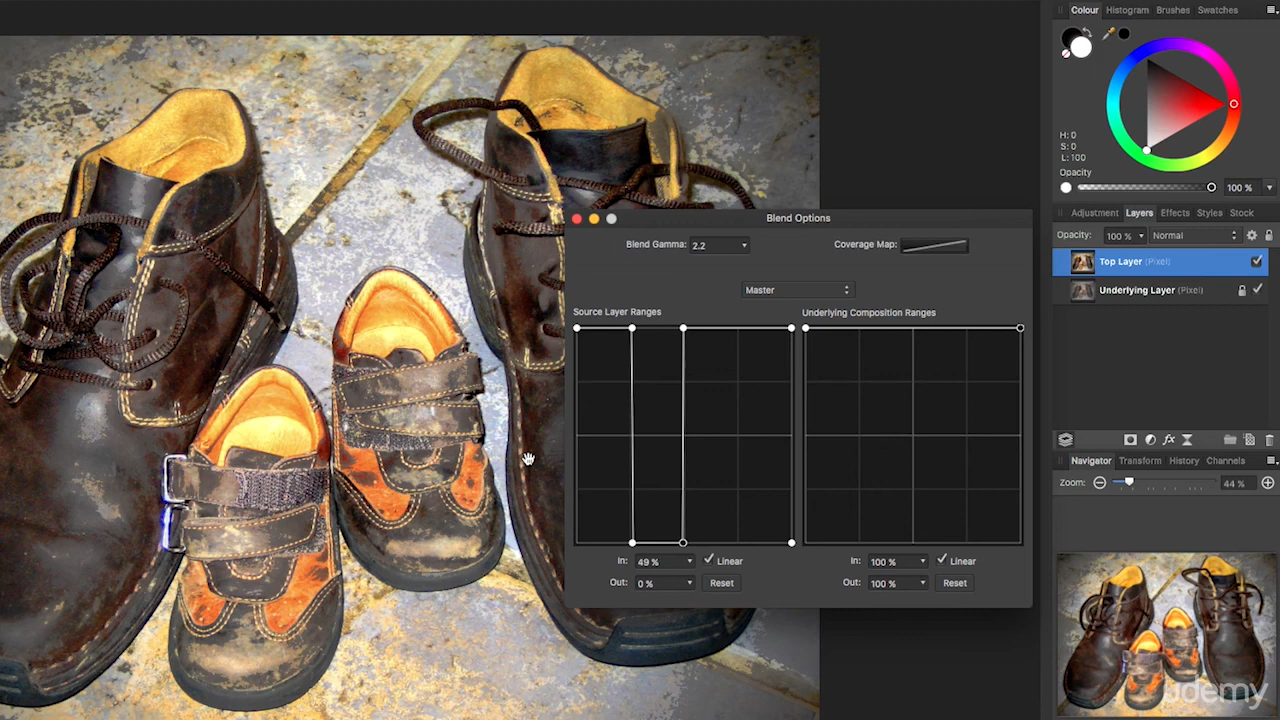 Colour Histogram Brushes Swatches
H: 0
S: 0
L: 100
Opacity
100 %
Adjustment Layers Effects Styles Stock
Opacity: 100 % Normal
Top Layer (Pixel)
Underlying Layer (Pixel)
Blend Options
Blend Gamma: 2.2 Coverage Map:
Master
Source Layer Ranges Underlying Composition Ranges
In: 49 % Linear In: 100 % Linear
Out: 0 % Reset Out: 100 % Reset
fx
Navigator Transform History Channels
Zoom: 44 %
udemy